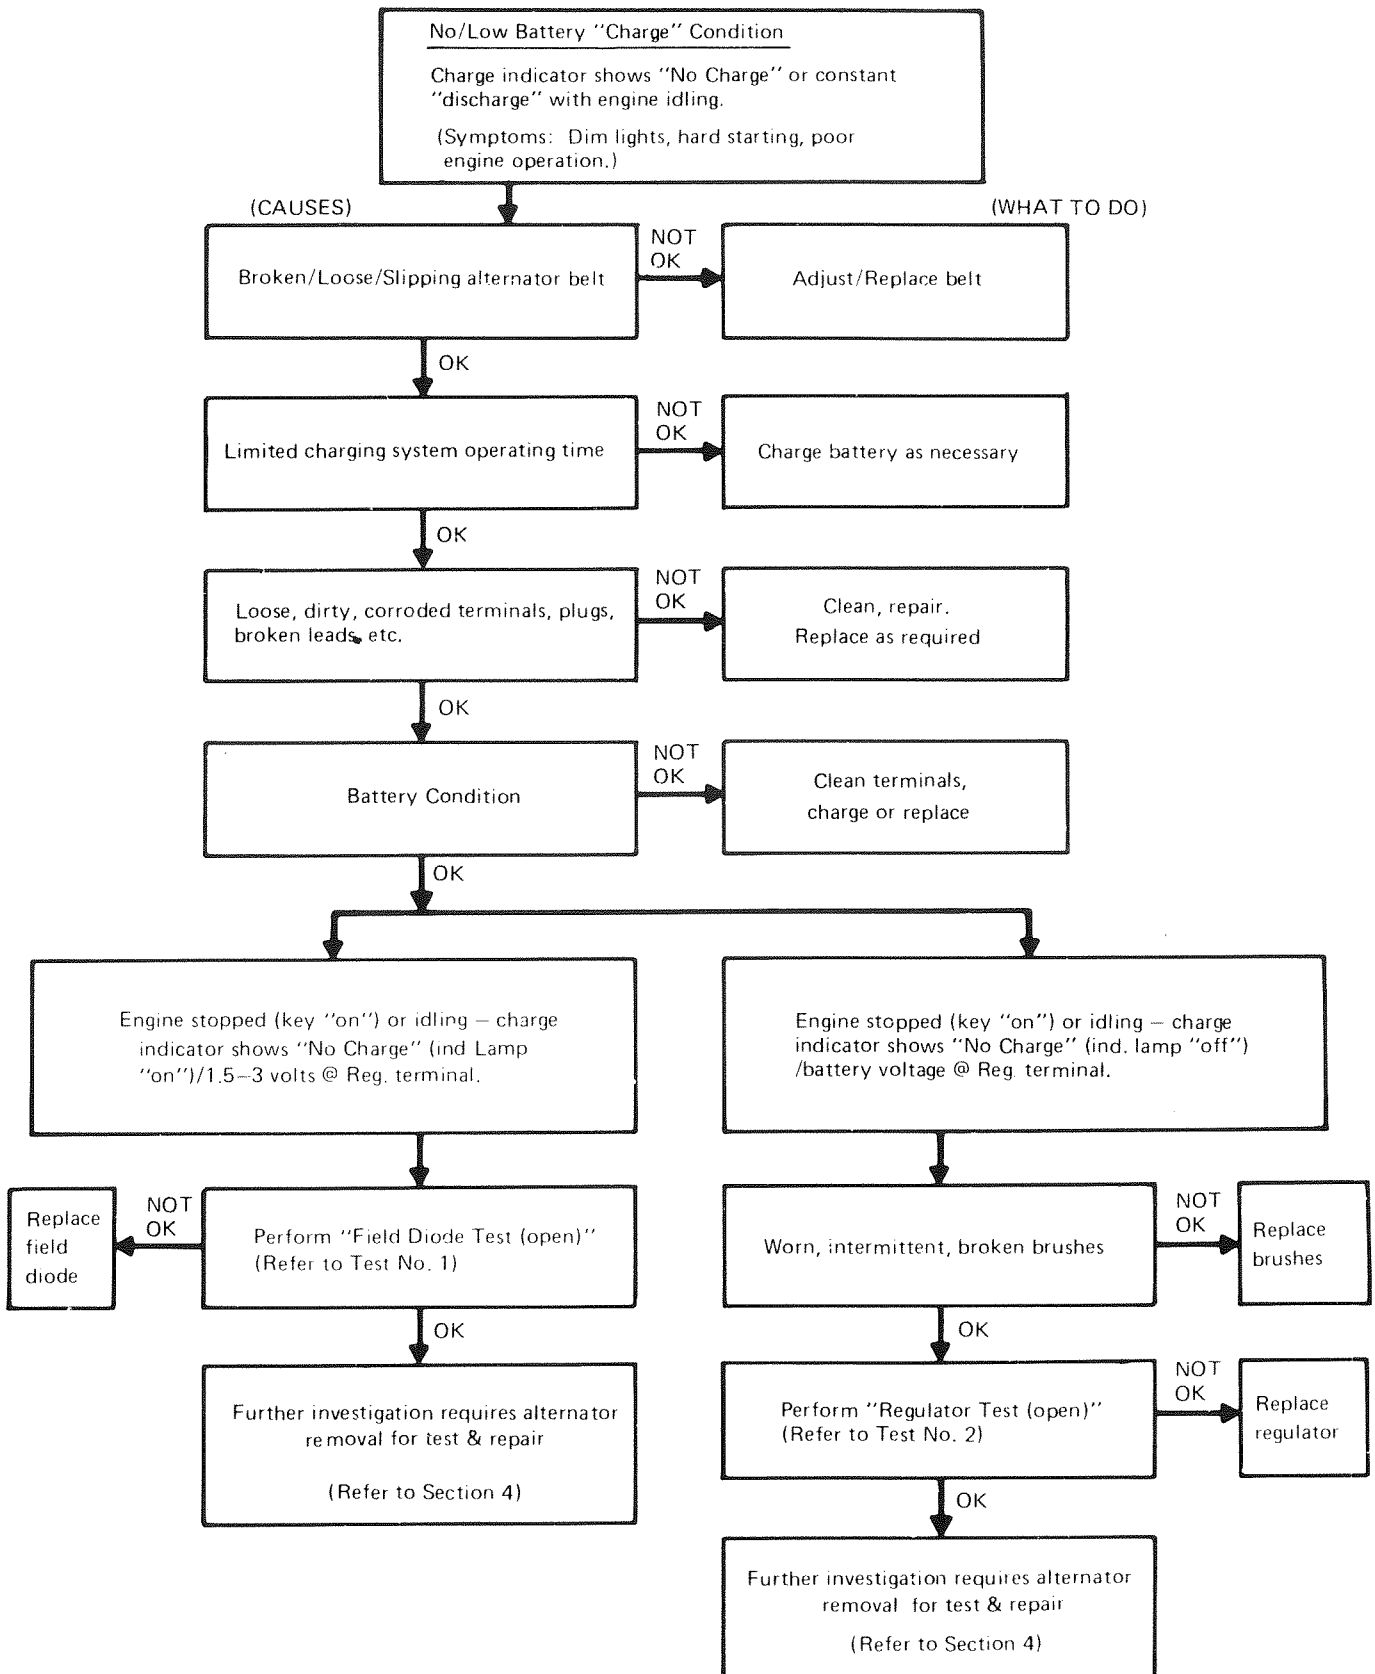 No/Low Battery "Charge" Condition
Charge indicator shows "No Charge" or constant
"discharge" with engine idling.
(Symptoms: Dim lights, hard starting, poor
engine operation.)
(CAUSES)
(WHAT TO DO)
Broken/Loose/Slipping alternator belt
NOT
OK
Adjust/Replace belt
OK
Limited charging system operating time
NOT
OK
Charge battery as necessary
OK
Loose, dirty, corroded terminals, plugs,
broken leads, etc.
NOT
OK
Clean, repair.
Replace as required
OK
Battery Condition
NOT
OK
Clean terminals,
charge or replace
OK
Engine stopped (key "on") or idling – charge
indicator shows "No Charge" (ind Lamp
"on")/1.5–3 volts @ Reg. terminal.
Engine stopped (key "on") or idling – charge
indicator shows "No Charge" (ind. lamp "off")
/battery voltage @ Reg. terminal.
Replace
field
diode
NOT
OK
Perform "Field Diode Test (open)"
(Refer to Test No. 1)
Worn, intermittent, broken brushes
NOT
OK
Replace
brushes
OK
OK
Further investigation requires alternator
removal for test & repair
(Refer to Section 4)
Perform "Regulator Test (open)"
(Refer to Test No. 2)
NOT
OK
Replace
regulator
OK
Further investigation requires alternator
removal for test & repair
(Refer to Section 4)